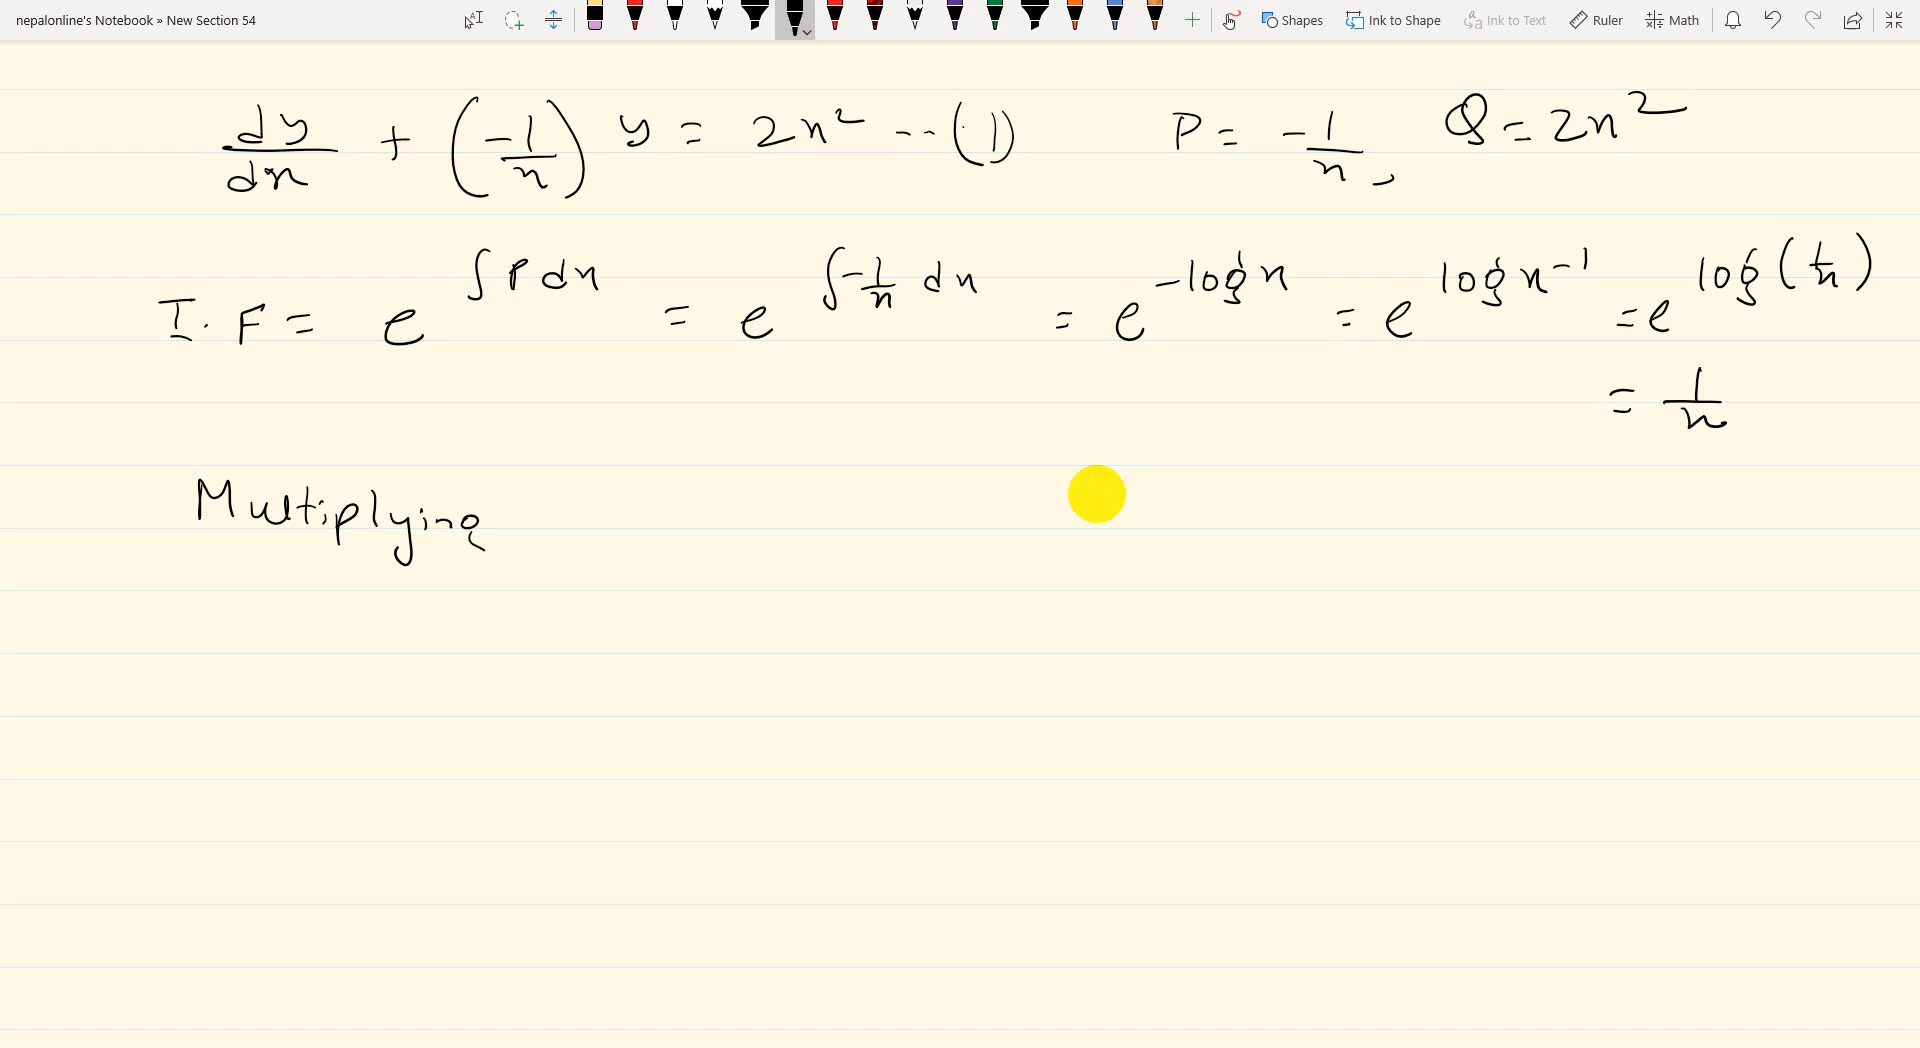 nepalonline's Notebook » New Section 54 Shapes Ink to Shape Ink to Text Ruler Math
dy/dx + (-1/x) y = 2x² --(1) P = -1/x, Q = 2x²
I.F = e^∫P dx = e^∫-1/x dx = e^-log x = e^log x^-1 = e^log(1/x)
= 1/x
Multiplying